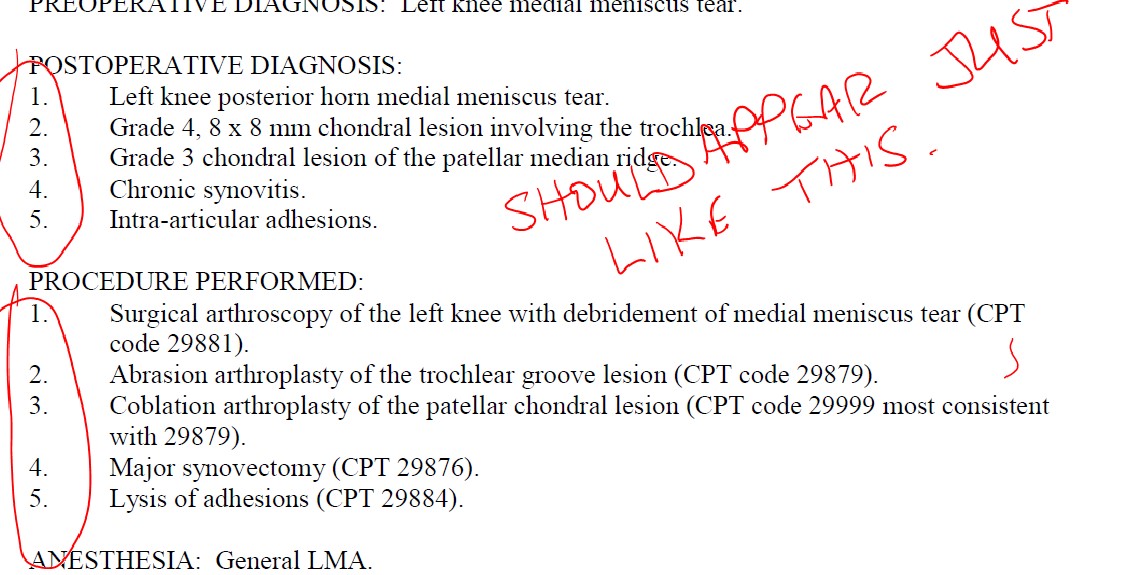 PREOPERATIVE DIAGNOSIS: Left knee medial meniscus tear.
POSTOPERATIVE DIAGNOSIS:
1. Left knee posterior horn medial meniscus tear.
2. Grade 4, 8 x 8 mm chondral lesion involving the trochlea.
3. Grade 3 chondral lesion of the patellar median ridge.
4. Chronic synovitis.
5. Intra-articular adhesions.
SHOULD APPEAR JUST
LIKE THIS.
PROCEDURE PERFORMED:
1. Surgical arthroscopy of the left knee with debridement of medial meniscus tear (CPT
code 29881).
2. Abrasion arthroplasty of the trochlear groove lesion (CPT code 29879).
3. Coblation arthroplasty of the patellar chondral lesion (CPT code 29999 most consistent
with 29879).
4. Major synovectomy (CPT 29876).
5. Lysis of adhesions (CPT 29884).
ANESTHESIA: General LMA.